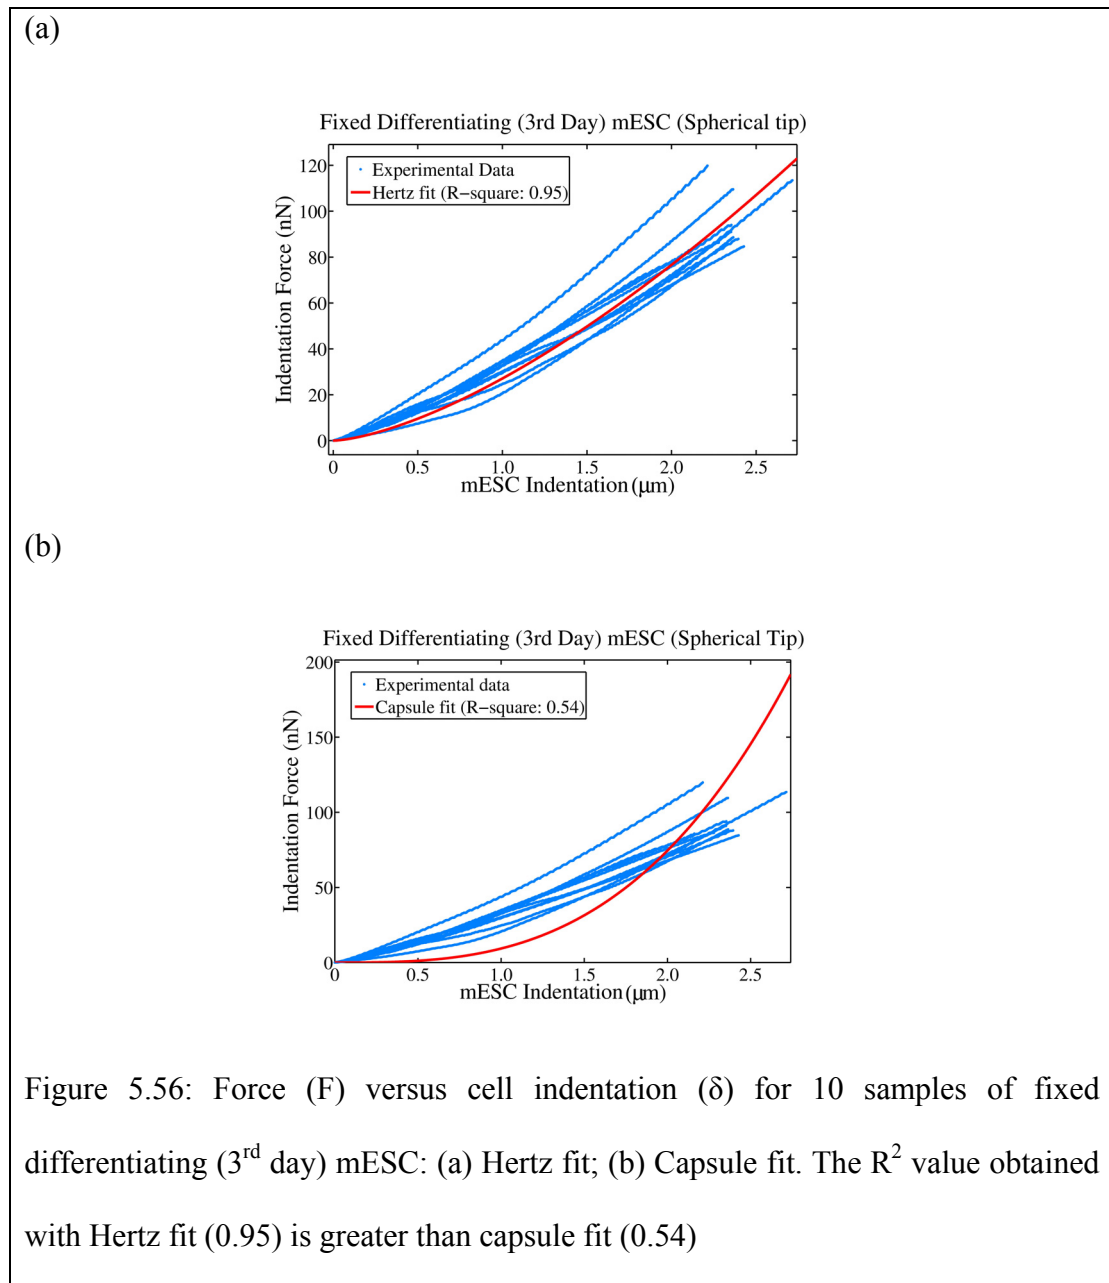 (a)
Fixed Differentiating (3rd Day) mESC (Spherical tip)
Experimental Data
Hertz fit (R−square: 0.95)
Indentation Force (nN)
120
100
80
60
40
20
0
0 0.5 1.0 1.5 2.0 2.5
mESC Indentation (μm)
(b)
Fixed Differentiating (3rd Day) mESC (Spherical Tip)
Experimental data
Capsule fit (R−square: 0.54)
Indentation Force (nN)
200
150
100
50
0
0 0.5 1.0 1.5 2.0 2.5
mESC Indentation (μm)
Figure 5.56: Force (F) versus cell indentation (δ) for 10 samples of fixed
differentiating (3rd day) mESC: (a) Hertz fit; (b) Capsule fit. The R2 value obtained
with Hertz fit (0.95) is greater than capsule fit (0.54)